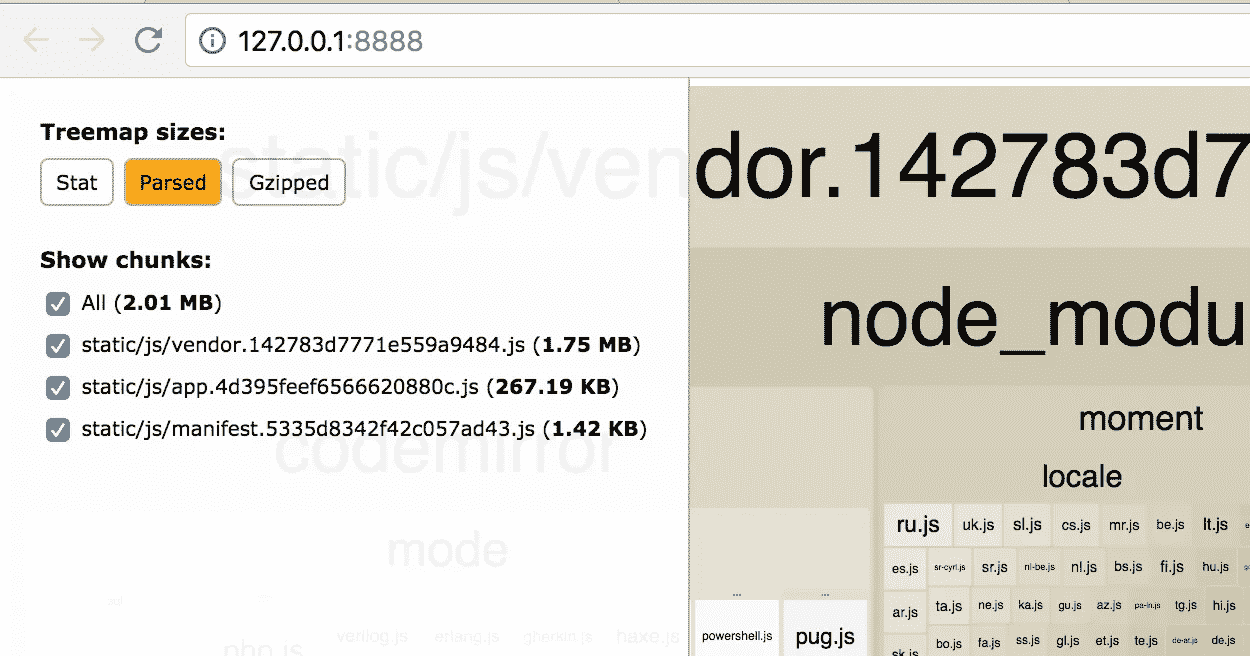 127.0.0.1:8888
Treemap sizes:
Stat Parsed Gzipped
static/js/vendor.142783d7
Show chunks:
All (2.01 MB)
static/js/vendor.142783d7771e559a9484.js (1.75 MB)
static/js/app.4d395feef6566620880c.js (267.19 KB)
static/js/manifest.5335d8342f42c057ad43.js (1.42 KB)
node_modu
codemirror
mode
php.js verilog.js erlang.js gherkin.js haxe.js
... ...
powershell.js pug.js
moment
locale
ru.js uk.js sl.js cs.js mr.js be.js lt.js
es.js sr-cyrl.js sr.js nl-be.js nl.js bs.js fi.js hu.js
ar.js ta.js ne.js ka.js gu.js az.js pa-in.js tg.js hi.js
sk.js bo.js fa.js ss.js gl.js et.js te.js de-at.js de.js